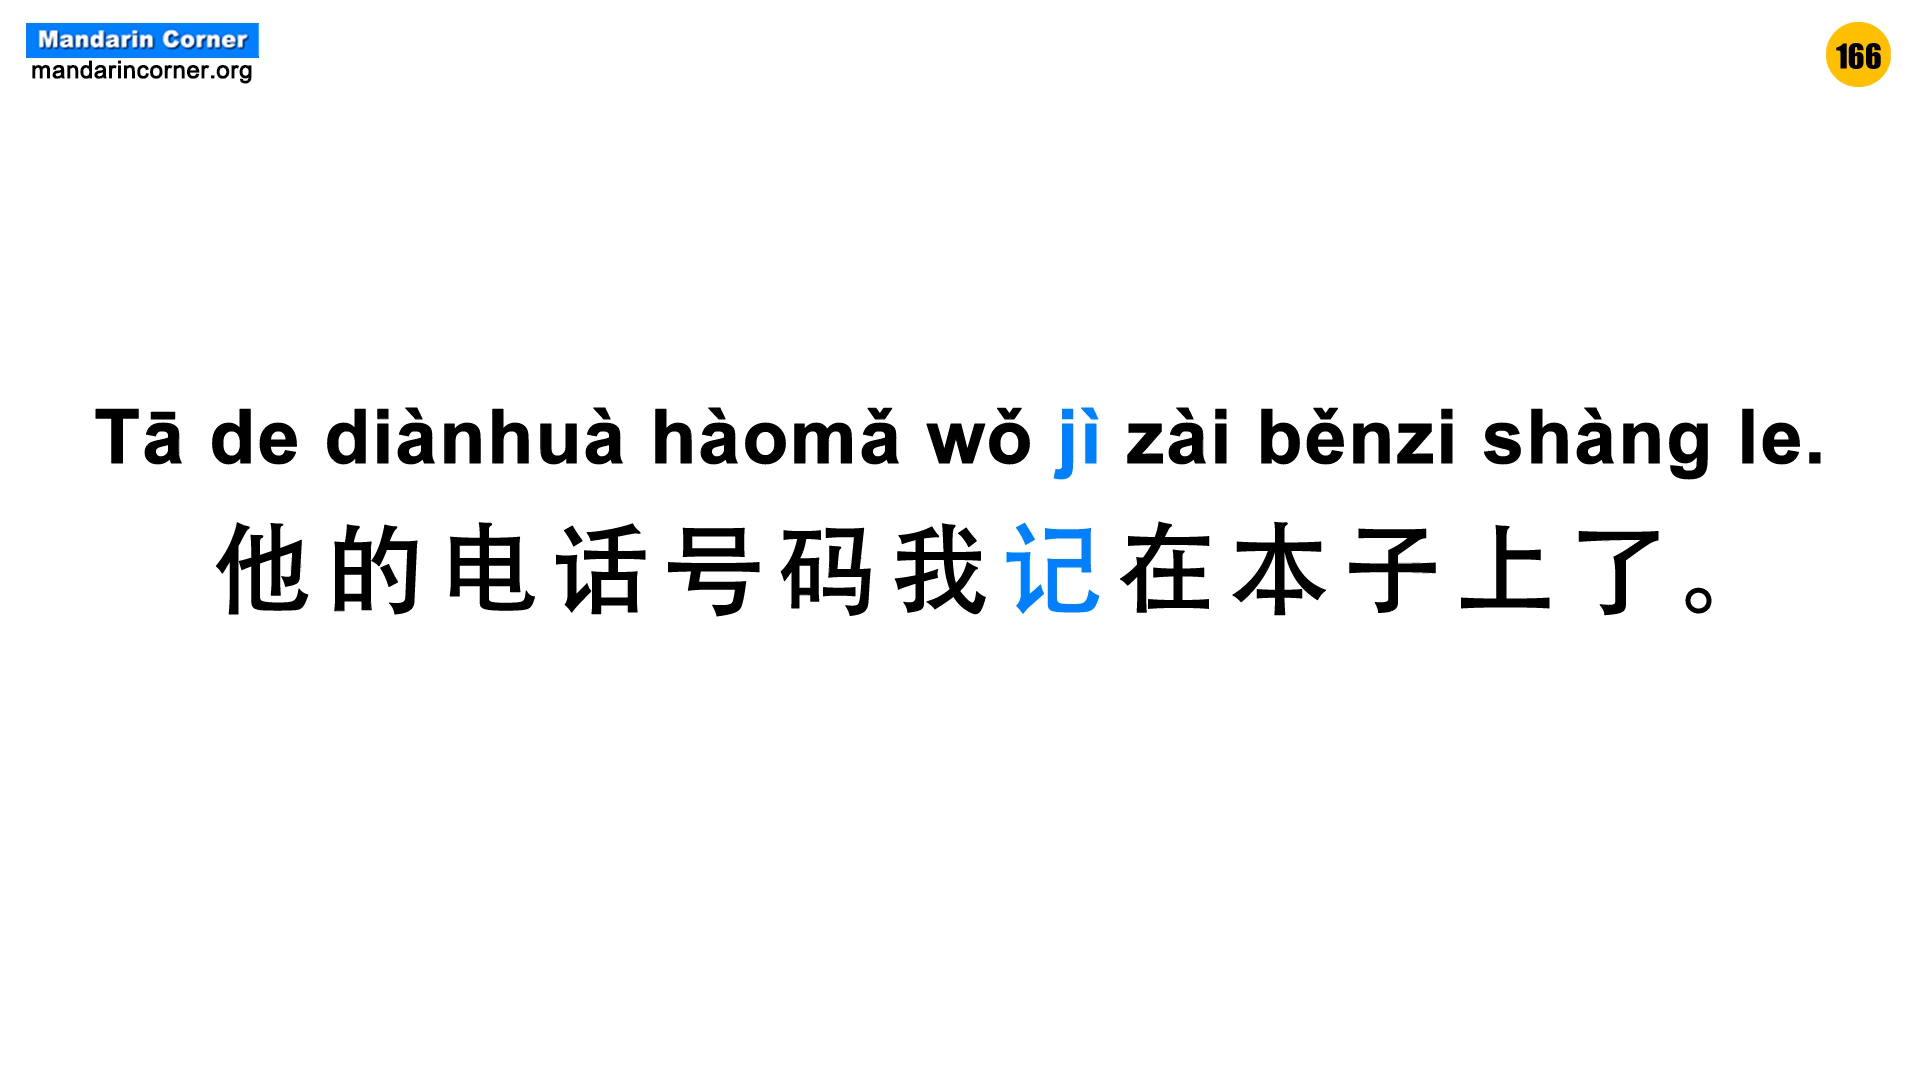 Mandarin Corner
mandarincorner.org
166
Tā de diànhuà hàomǎ wǒ jì zài běnzi shàng le.
他的电话号码我记在本子上了。